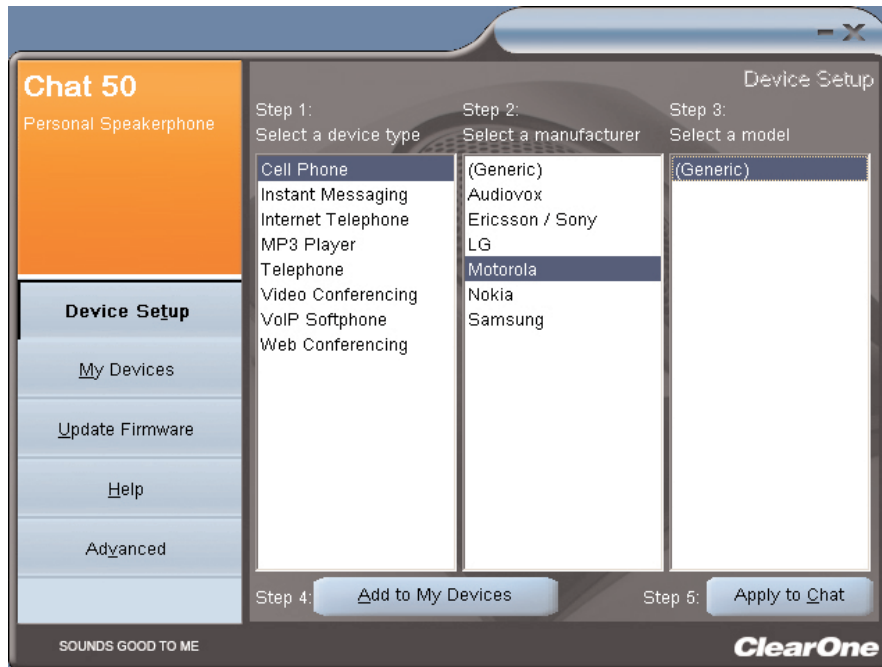 Chat 50
Personal Speakerphone
Device Setup
My Devices
Update Firmware
Help
Advanced
Device Setup
Step 1:
Select a device type
Cell Phone
Instant Messaging
Internet Telephone
MP3 Player
Telephone
Video Conferencing
VoIP Softphone
Web Conferencing
Step 2:
Select a manufacturer
(Generic)
Audiovox
Ericsson / Sony
LG
Motorola
Nokia
Samsung
Step 3:
Select a model
(Generic)
Step 4: Add to My Devices
Step 5: Apply to Chat
SOUNDS GOOD TO ME
ClearOne